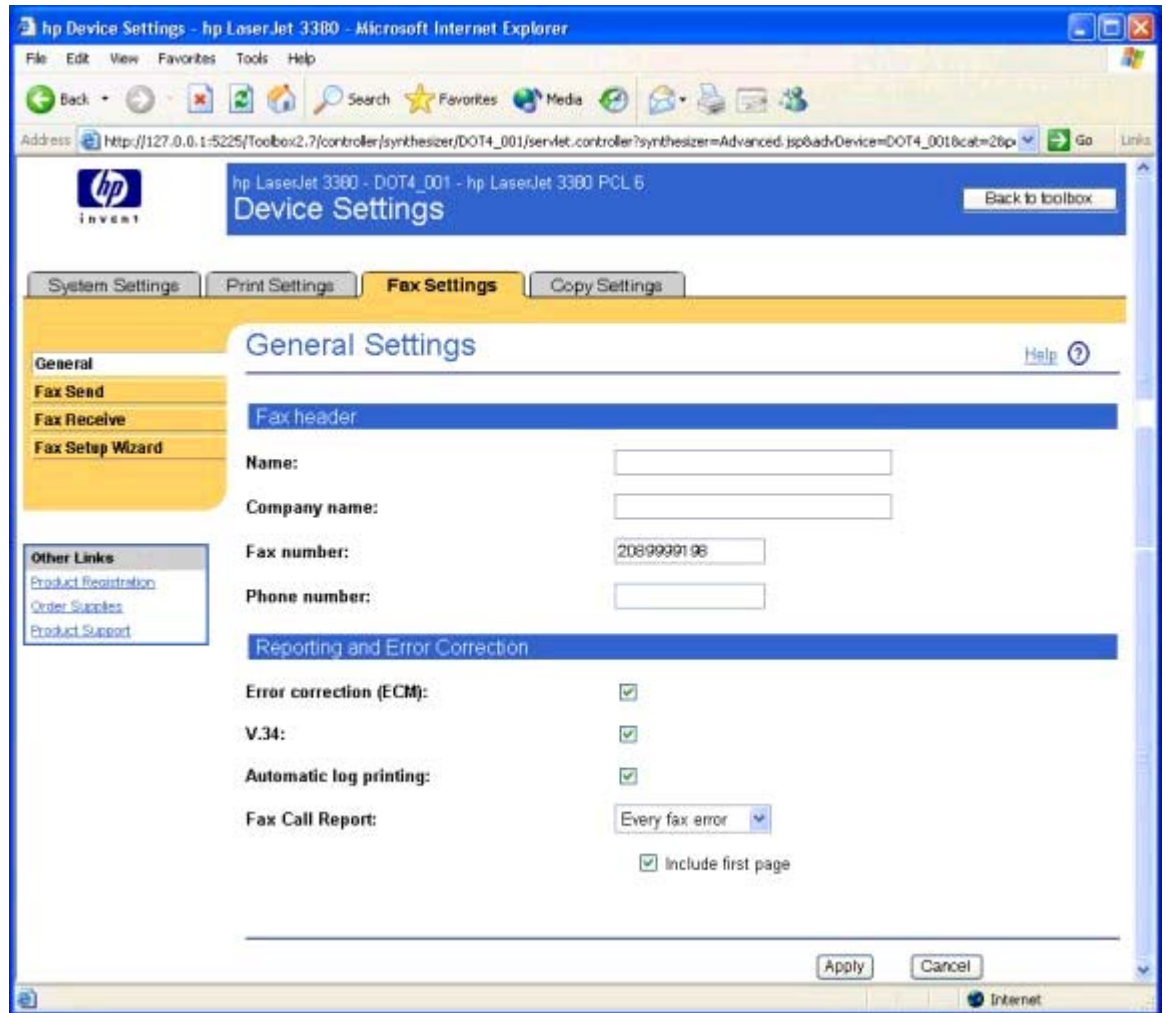 hp Device Settings - hp LaserJet 3380 - Microsoft Internet Explorer
File Edit View Favorites Tools Help
Back Search Favorites Media
Address http://127.0.0.1:5225/Toolbox2.7/controller/synthesizer/DOT4_001/servlet.controller?synthesizer=Advanced.jsp&advDevice=DOT4_001&cat=2&p Go Links
hp
invent
hp LaserJet 3380 - DOT4_001 - hp LaserJet 3380 PCL 6
Device Settings
Back to toolbox
System Settings Print Settings Fax Settings Copy Settings
General Settings
Help ?
General
Fax Send
Fax Receive
Fax Setup Wizard
Other Links
Product Registration
Order Supplies
Product Support
Fax header
Name:
Company name:
Fax number: 2089999198
Phone number:
Reporting and Error Correction
Error correction (ECM):
V.34:
Automatic log printing:
Fax Call Report: Every fax error
Include first page
Apply Cancel
Internet